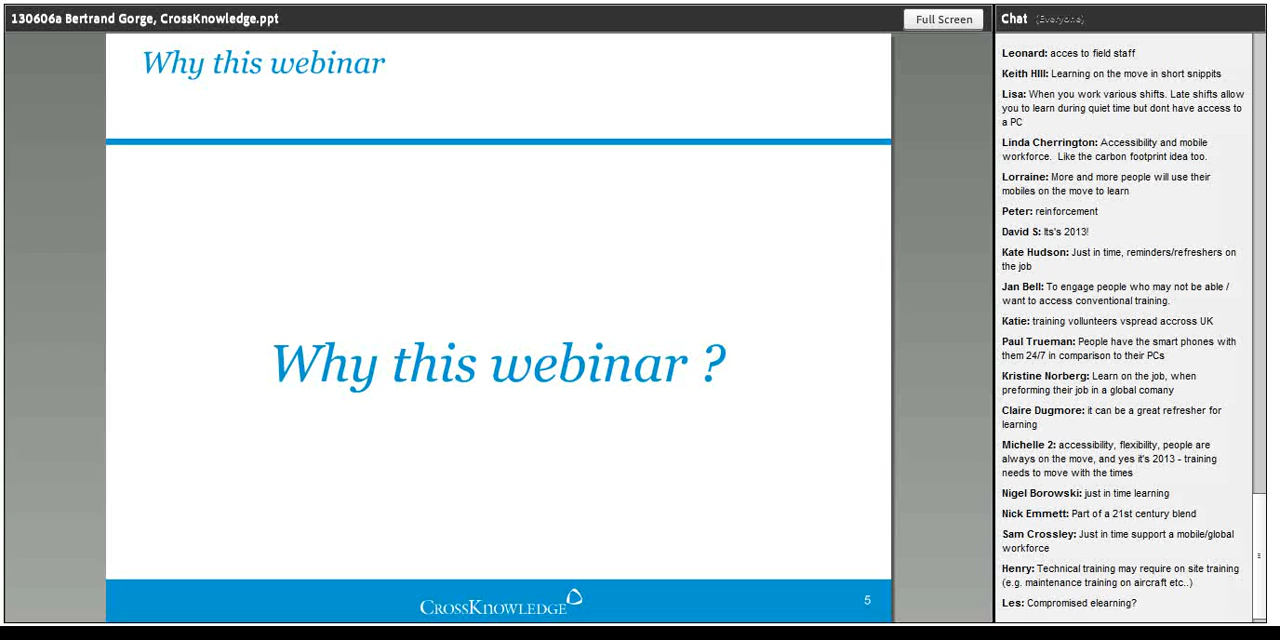 130606a Bertrand Gorge, CrossKnowledge.ppt
Full Screen
Why this webinar
Why this webinar ?
CROSSKNOWLEDGE
5
Chat (Everyone)
Leonard: acces to field staff
Keith HIll: Learning on the move in short snippits
Lisa: When you work various shifts. Late shifts allow
you to learn during quiet time but dont have access to
a PC
Linda Cherrington: Accessibility and mobile
workforce.  Like the carbon footprint idea too.
Lorraine: More and more people will use their
mobiles on the move to learn
Peter: reinforcement
David S: Its's 2013!
Kate Hudson: Just in time, reminders/refreshers on
the job
Jan Bell: To engage people who may not be able /
want to access conventional training.
Katie: training volunteers vspread accross UK
Paul Trueman: People have the smart phones with
them 24/7 in comparison to their PCs
Kristine Norberg: Learn on the job, when
preforming their job in a global comany
Claire Dugmore: it can be a great refresher for
learning
Michelle 2: accessibility, flexibility, people are
always on the move, and yes it's 2013 - training
needs to move with the times
Nigel Borowski: just in time learning
Nick Emmett: Part of a 21st century blend
Sam Crossley: Just in time support a mobile/global
workforce
Henry: Technical training may require on site training
(e.g. maintenance training on aircraft etc..)
Les: Compromised elearning?